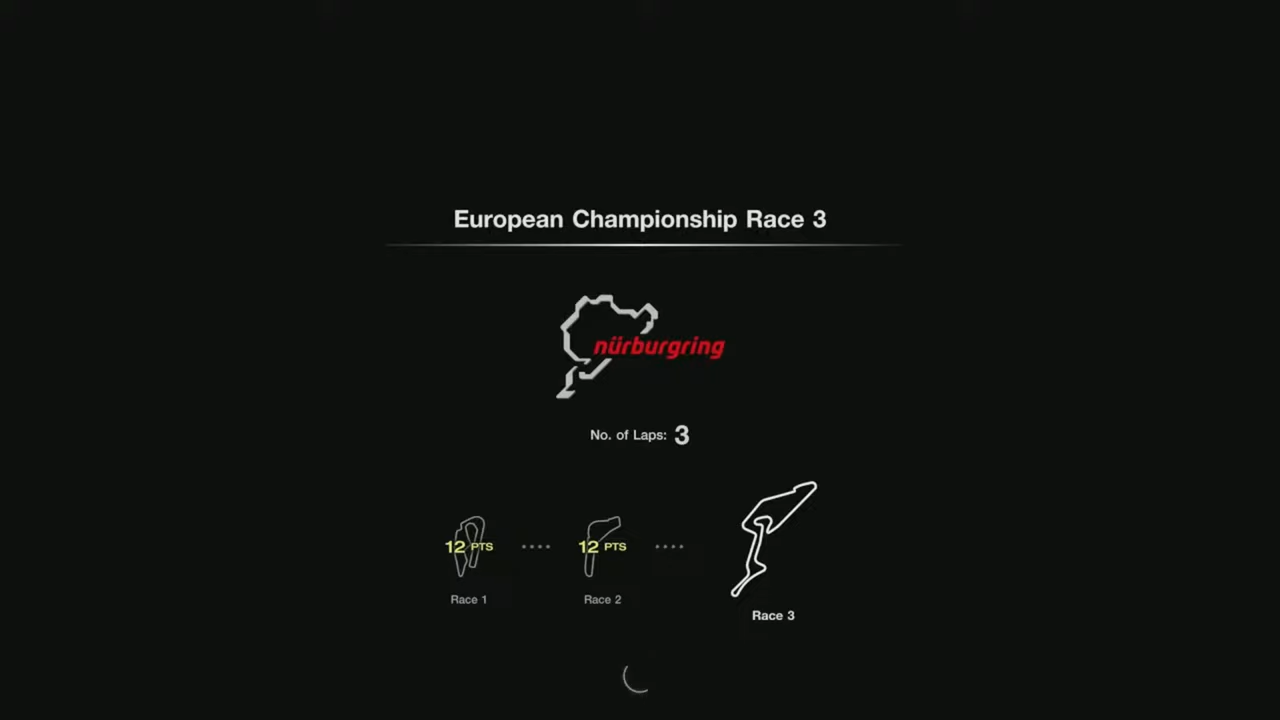 European Championship Race 3
nürburgring
No. of Laps: 3
12 PTS
12 PTS
Race 1
Race 2
Race 3